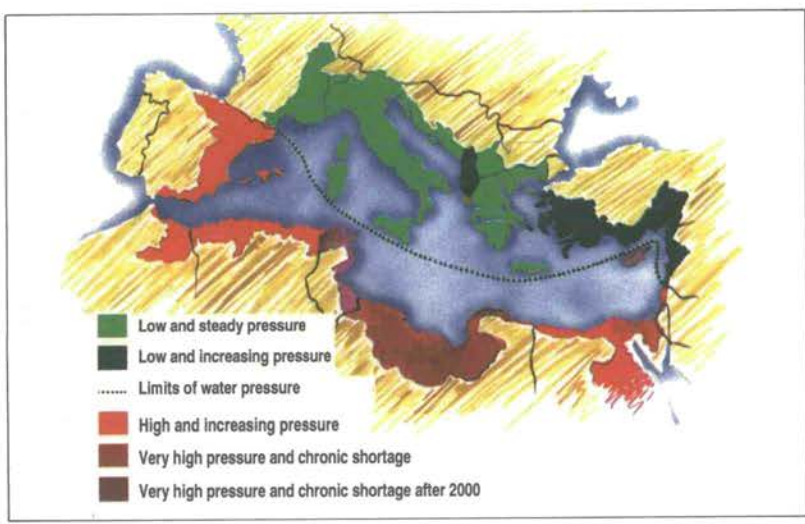 Low and steady pressure
Low and increasing pressure
Limits of water pressure
High and increasing pressure
Very high pressure and chronic shortage
Very high pressure and chronic shortage after 2000